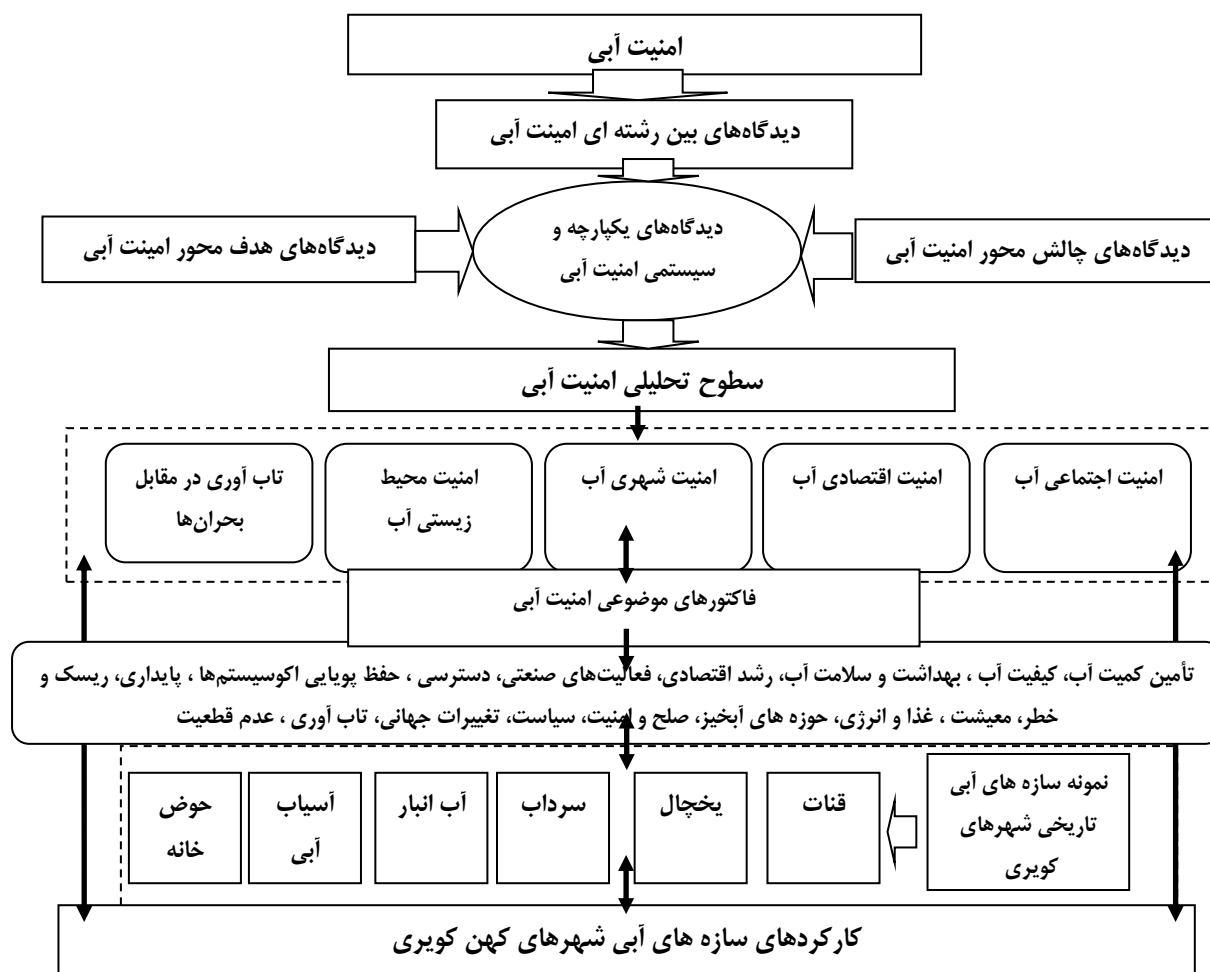 امنیت آبی
دیدگاه‌های بین رشته ای امینت آبی
دیدگاه‌های یکپارچه و
سیستمی امنیت آبی
دیدگاه‌های چالش محور امنیت آبی
دیدگاه‌های هدف محور امینت آبی
سطوح تحلیلی امنیت آبی
امنیت اجتماعی آب
امنیت اقتصادی آب
امنیت شهری آب
امنیت محیط
زیستی آب
تاب آوری در مقابل
بحران‌ها
فاکتورهای موضوعی امنیت آبی
تأمین کمیت آب، کیفیت آب ، بهداشت و سلامت آب، رشد اقتصادی، فعالیت‌های صنعتی، دسترسی ، حفظ پویایی اکوسیستم‌ها ، پایداری، ریسک و
خطر، معیشت ، غذا و انرژی، حوزه های آبخیز، صلح و امنیت، سیاست، تغییرات جهانی، تاب آوری ، عدم قطعیت
نمونه سازه های آبی
تاریخی شهرهای
کویری
قنات
یخچال
سرداب
آب انبار
آسیاب
آبی
حوض
خانه
کارکردهای سازه های آبی شهرهای کهن کویری